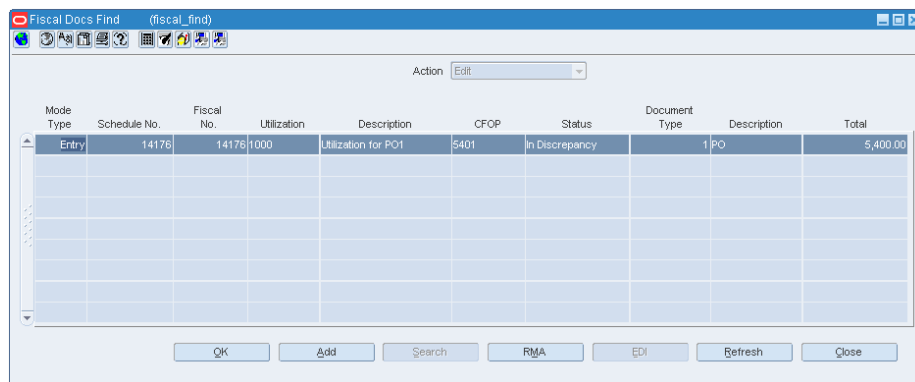 Fiscal Docs Find (fiscal_find)
Action Edit
Mode Type Schedule No. Fiscal No. Utilization Description CFOP Status Document Type Description Total
Entry 14176 14176 1000 Utilization for PO1 5401 In Discrepancy 1 PO 5,400.00
OK Add Search RMA EDI Refresh Close